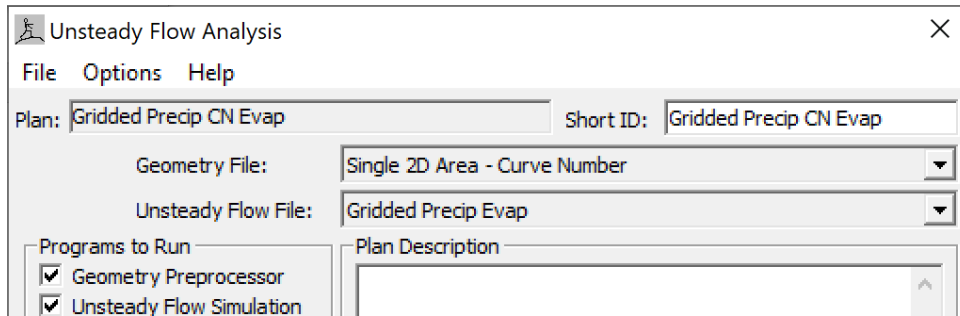 Unsteady Flow Analysis
File Options Help
Plan: Gridded Precip CN Evap Short ID: Gridded Precip CN Evap
Geometry File: Single 2D Area - Curve Number
Unsteady Flow File: Gridded Precip Evap
Programs to Run Plan Description
Geometry Preprocessor
Unsteady Flow Simulation